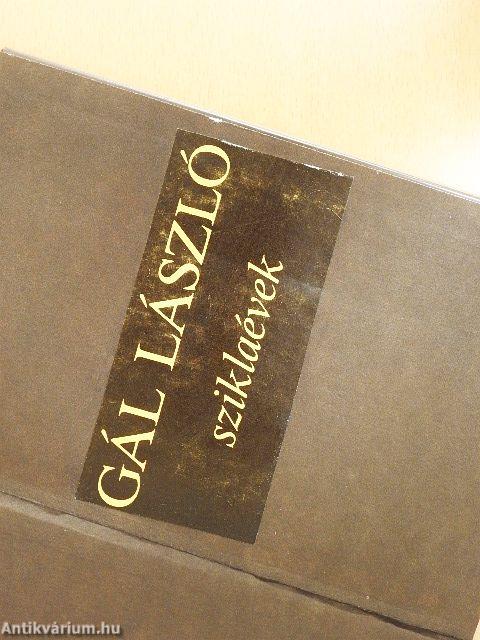 GÁL LÁSZLÓ
sziklaévek
Antikvárium.hu